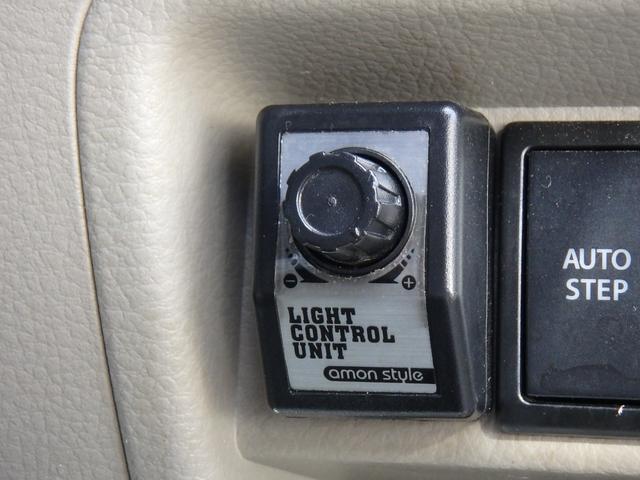 LIGHT
CONTROL
UNIT
amon style
AUTO
STEP